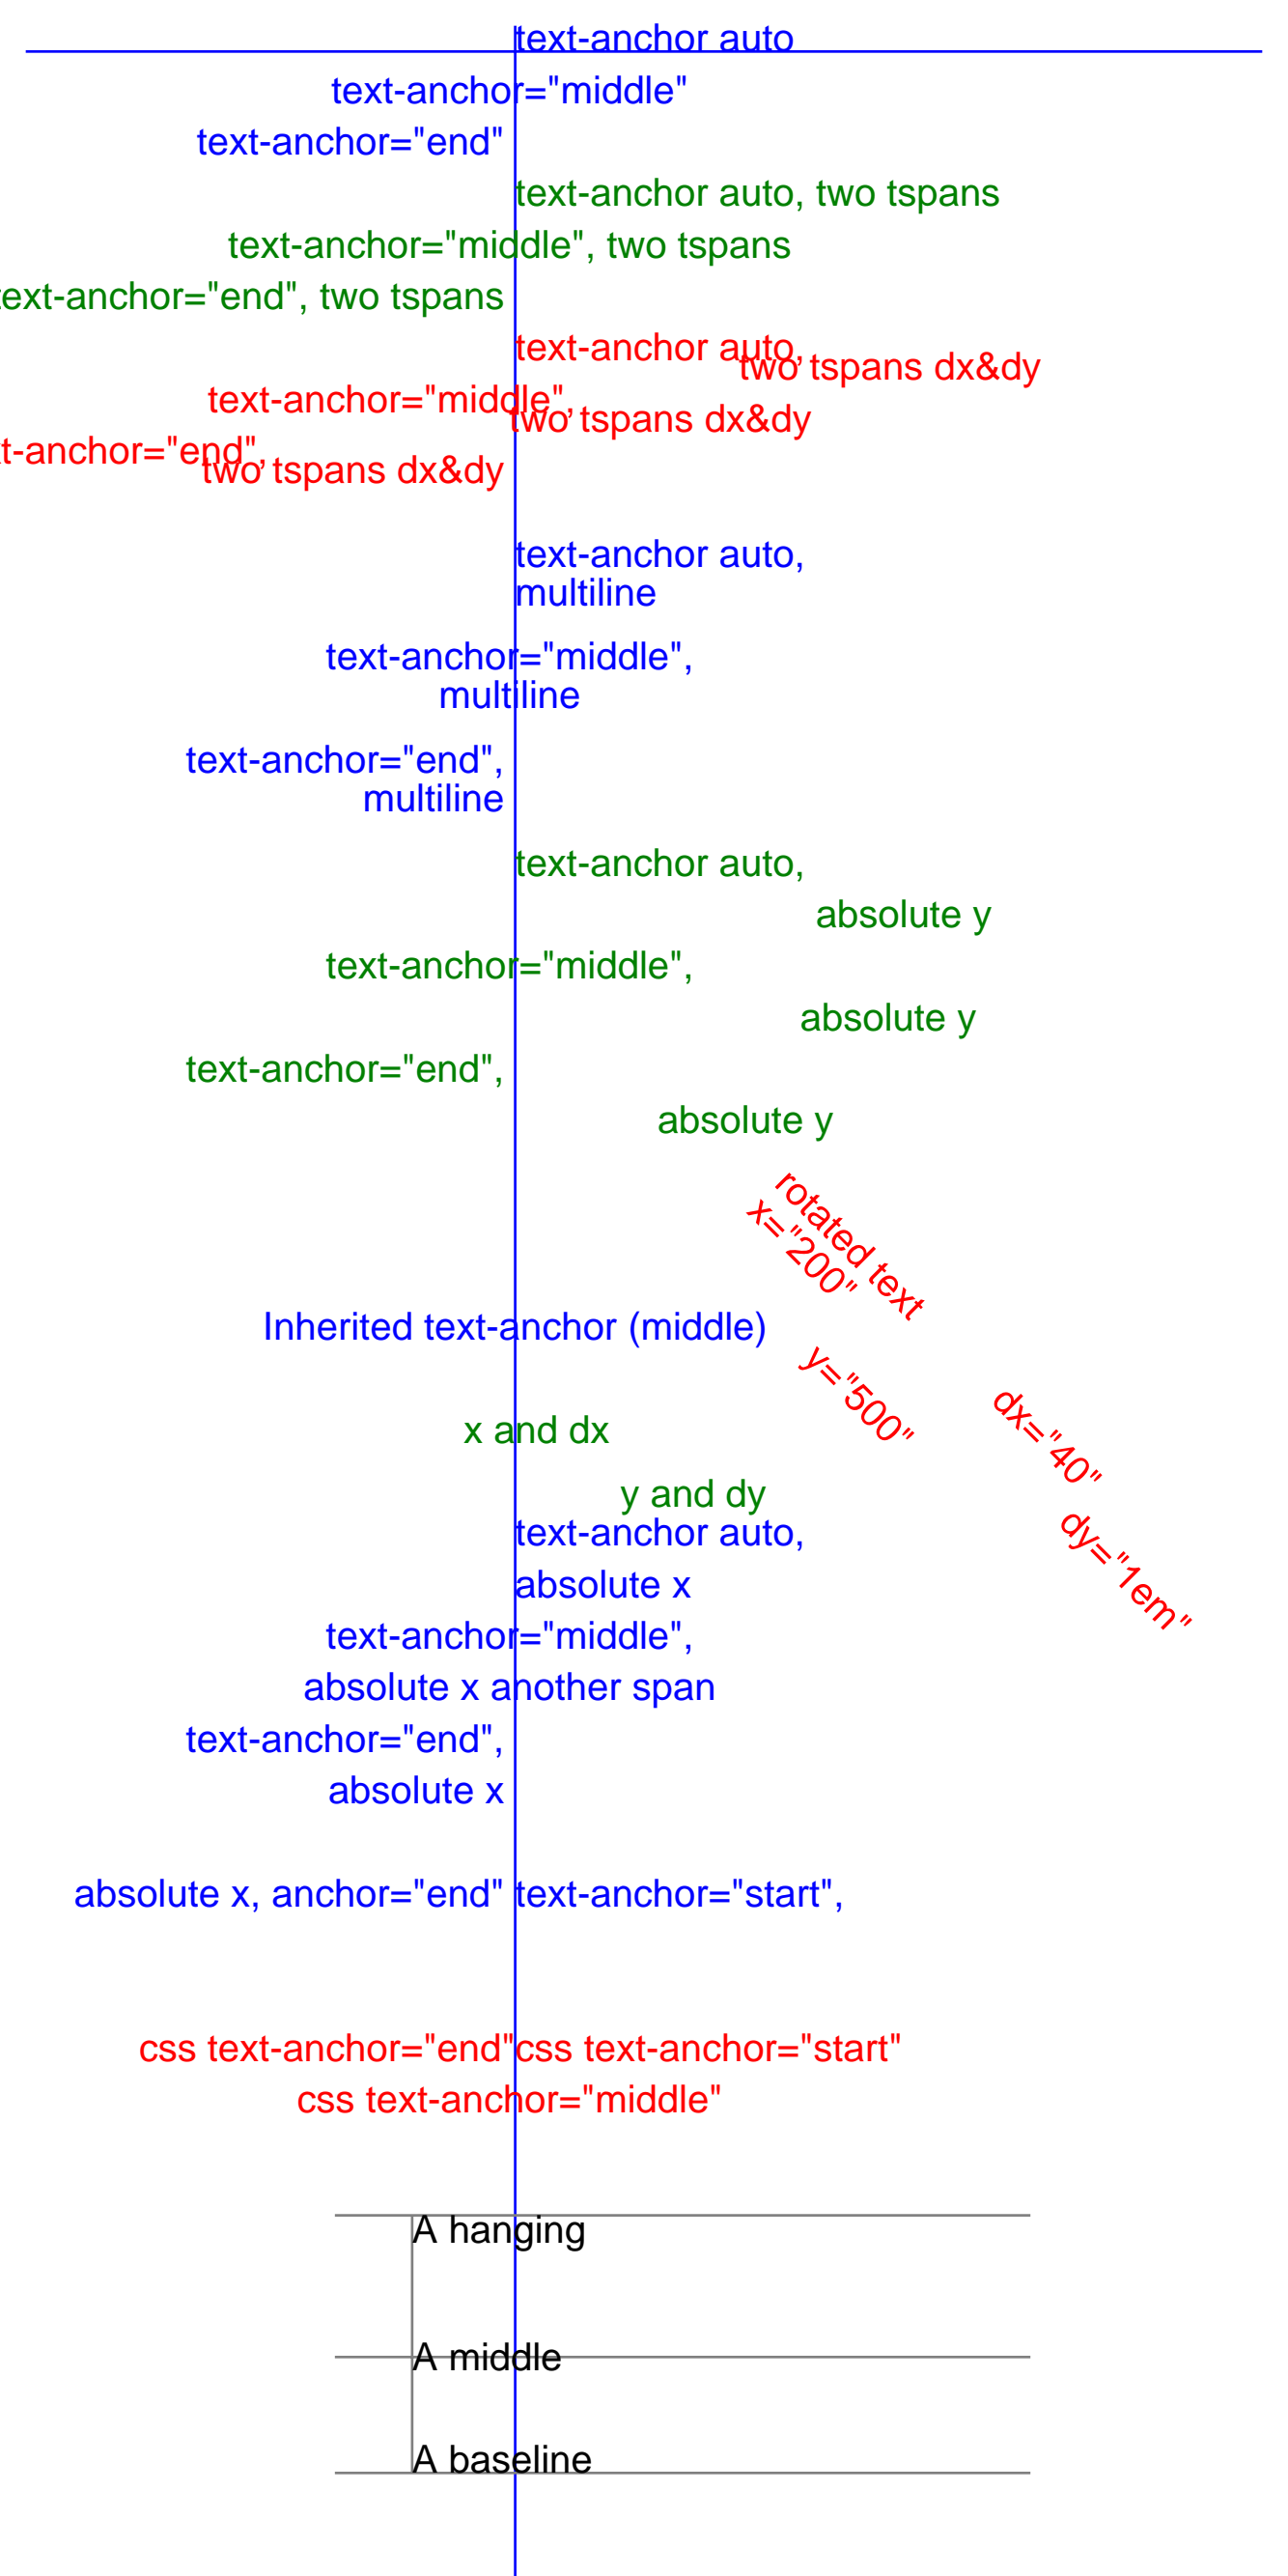 text-anchor auto
text-anchor="middle"
text-anchor="end"
text-anchor auto, two tspans
text-anchor="middle", two tspans
ext-anchor="end", two tspans
text-anchor auto,
two tspans dx&dy
text-anchor="middle",
two tspans dx&dy
t-anchor="end",
two tspans dx&dy
text-anchor auto,
multiline
text-anchor="middle",
multiline
text-anchor="end",
multiline
text-anchor auto,
absolute y
text-anchor="middle",
absolute y
text-anchor="end",
absolute y
rotated text
x="200"
Inherited text-anchor (middle)
y="500"
dx="40"
x and dx
y and dy
dy="1em"
text-anchor auto,
absolute x
text-anchor="middle",
absolute x another span
text-anchor="end",
absolute x
absolute x, anchor="end" text-anchor="start",
css text-anchor="end"css text-anchor="start"
css text-anchor="middle"
A hanging
A middle
A baseline